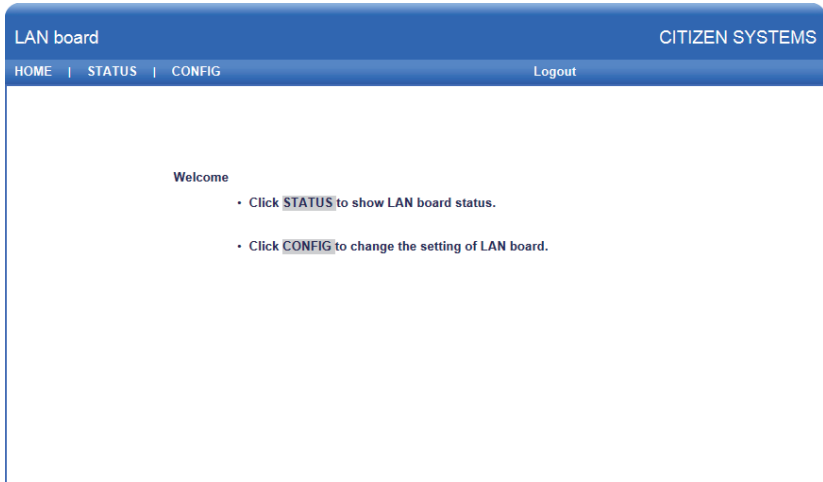 LAN board CITIZEN SYSTEMS
HOME | STATUS | CONFIG Logout
Welcome
• Click STATUS to show LAN board status.
• Click CONFIG to change the setting of LAN board.